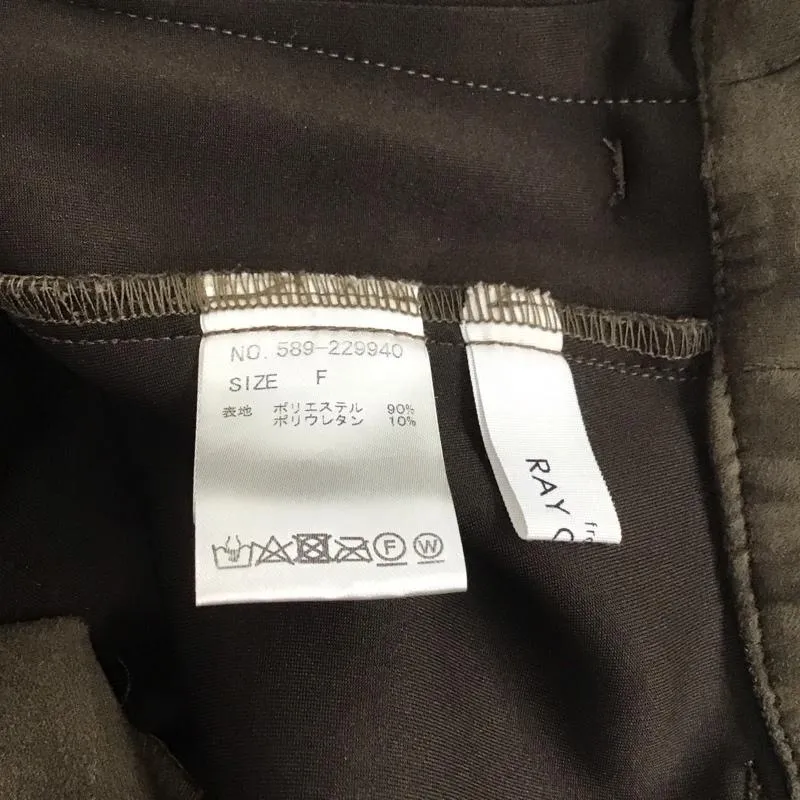 NO. 589-229940
SIZE F
表地 ポリエステル 90%
ポリウレタン 10%
F W
RAY